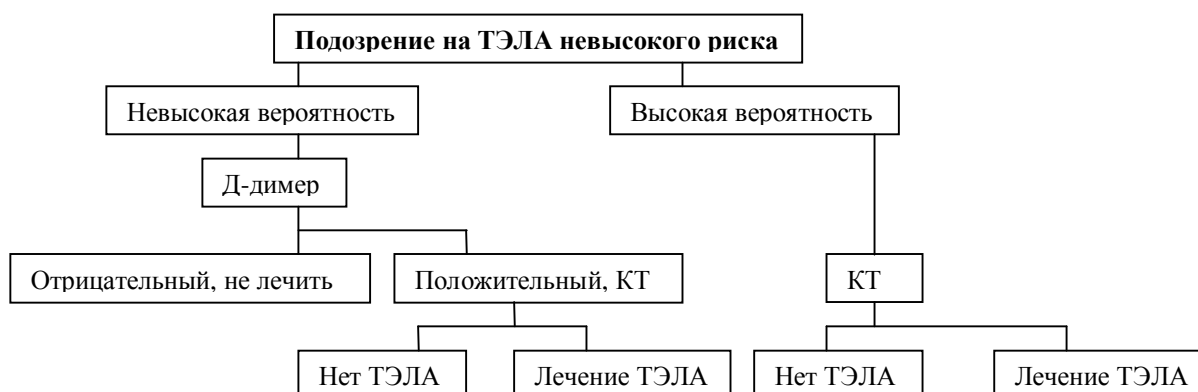 Подозрение на ТЭЛА невысокого риска
Невысокая вероятность
Высокая вероятность
Д-димер
Отрицательный, не лечить
Положительный, КТ
КТ
Нет ТЭЛА
Лечение ТЭЛА
Нет ТЭЛА
Лечение ТЭЛА